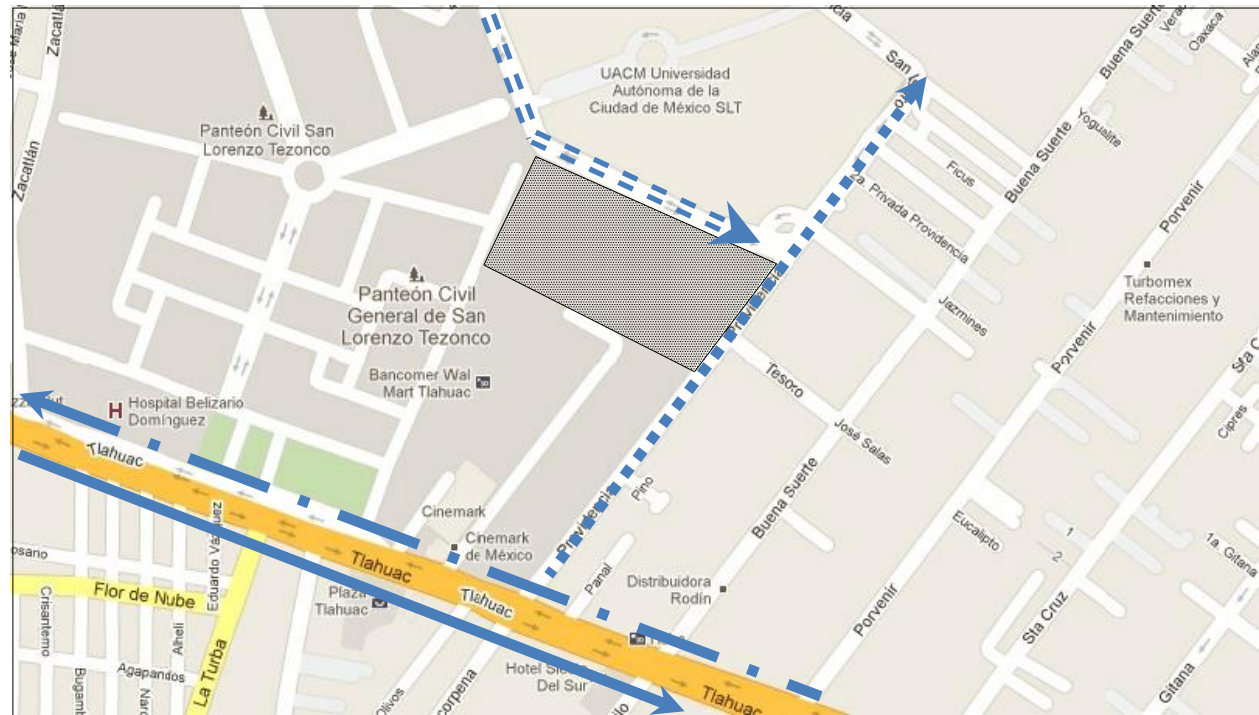 Zacatlán
Zacatlán
Panteón Civil San
Lorenzo Tezonco
UACM Universidad
Autónoma de la
Ciudad de México SLT
San
Buena Suerte
Oaxaca
Yogualite
Ficus
Buena Suerte
2a. Privada Providencia
Porvenir
Turbomex
Refacciones y
Mantenimiento
Jazmines
Panteón Civil
General de San
Lorenzo Tezonco
Providencia
Porvenir
Bancomer Wal
Mart Tlahuac
Tesoro
José Salas
Cipres
H Hospital Belizario
Domínguez
Tlahuac
Buena Suerte
Pino
Cinemark
Cinemark
de México
Providencia
Eucalipto
1
2
1a. Gitana
Eduardo Vázquez
Tlahuac
Panal
Distribuidora
Rodín
Flor de Nube
Plaza
Tlahuac
Tlahuac
Porvenir
Sta Cruz
Crisantemo
Alhelí
Agapandos
La Turba
Hotel
Del Sur
Olivos
Tlahuac
Gitana